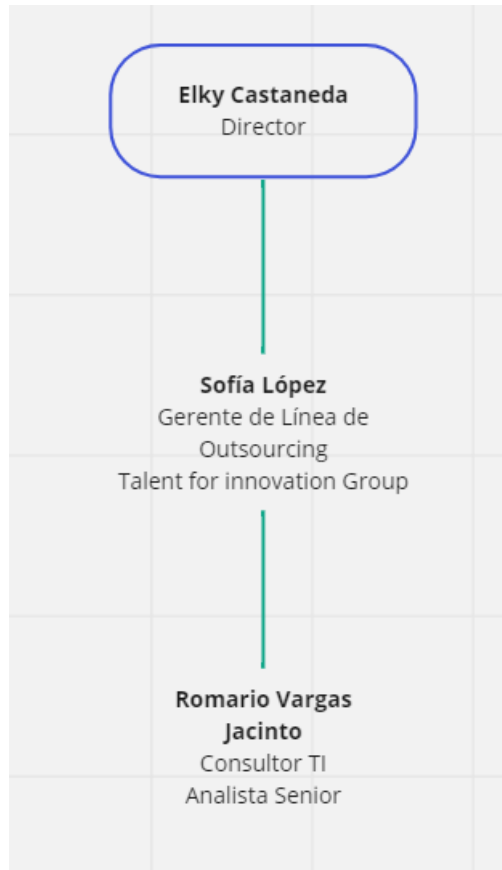 Elky Castaneda
Director
Sofía López
Gerente de Línea de
Outsourcing
Talent for innovation Group
Romario Vargas
Jacinto
Consultor TI
Analista Senior